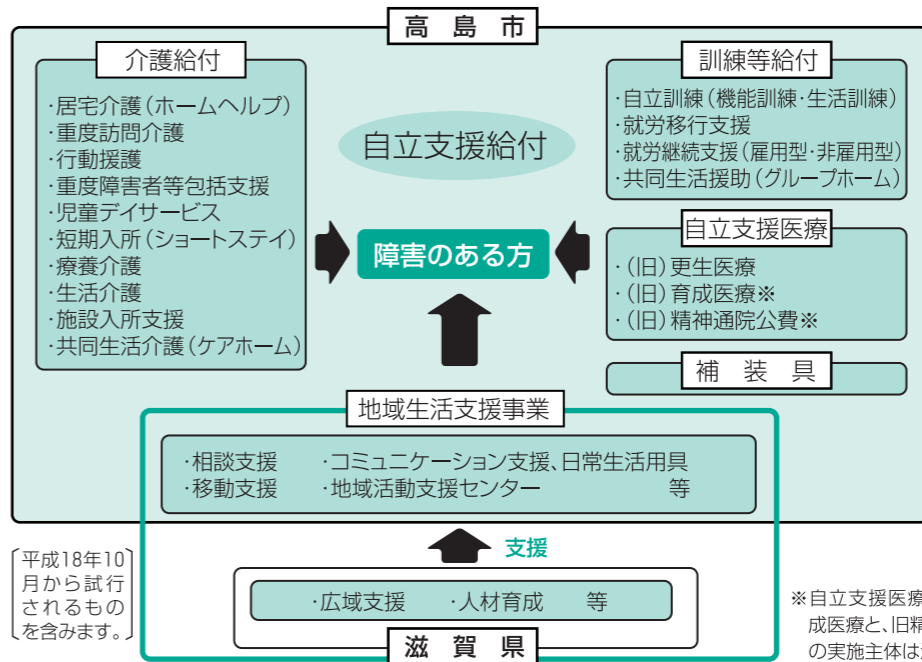 高島市
介護給付
・居宅介護(ホームヘルプ)
・重度訪問介護
・行動援護
・重度障害者等包括支援
・児童デイサービス
・短期入所(ショートステイ)
・療養介護
・生活介護
・施設入所支援
・共同生活介護(ケアホーム)
自立支援給付
障害のある方
訓練等給付
・自立訓練(機能訓練・生活訓練)
・就労移行支援
・就労継続支援(雇用型・非雇用型)
・共同生活援助(グループホーム)
自立支援医療
・(旧)更生医療
・(旧)育成医療※
・(旧)精神通院公費※
補装具
地域生活支援事業
・相談支援 ・コミュニケーション支援、日常生活用具
・移動支援 ・地域活動支援センター 等
支援
・広域支援 ・人材育成 等
滋賀県
平成18年10
月から試行
されるもの
を含みます。
※自立支援医療
成医療と、旧精
の実施主体は